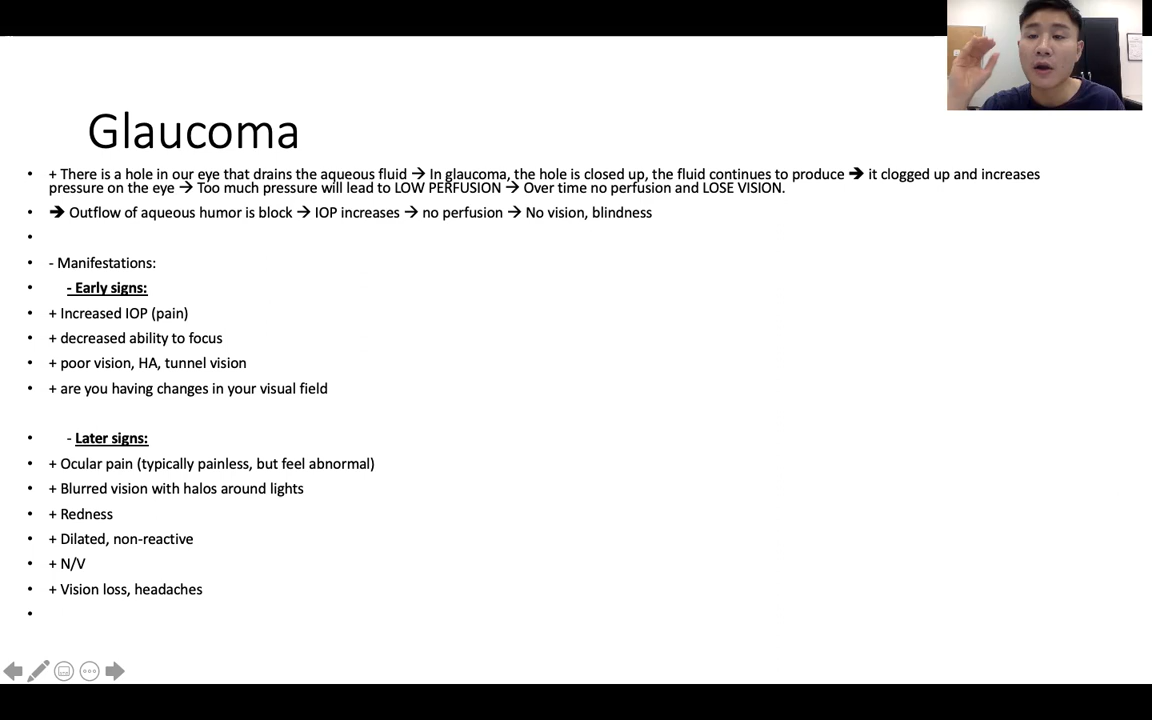 Glaucoma
• + There is a hole in our eye that drains the aqueous fluid → In glaucoma, the hole is closed up, the fluid continues to produce ➔ it clogged up and increases
pressure on the eye → Too much pressure will lead to LOW PERFUSION → Over time no perfusion and LOSE VISION.
• ➔ Outflow of aqueous humor is block → IOP increases → no perfusion → No vision, blindness
•
• - Manifestations:
• - Early signs:
• + Increased IOP (pain)
• + decreased ability to focus
• + poor vision, HA, tunnel vision
• + are you having changes in your visual field
• - Later signs:
• + Ocular pain (typically painless, but feel abnormal)
• + Blurred vision with halos around lights
• + Redness
• + Dilated, non-reactive
• + N/V
• + Vision loss, headaches
•